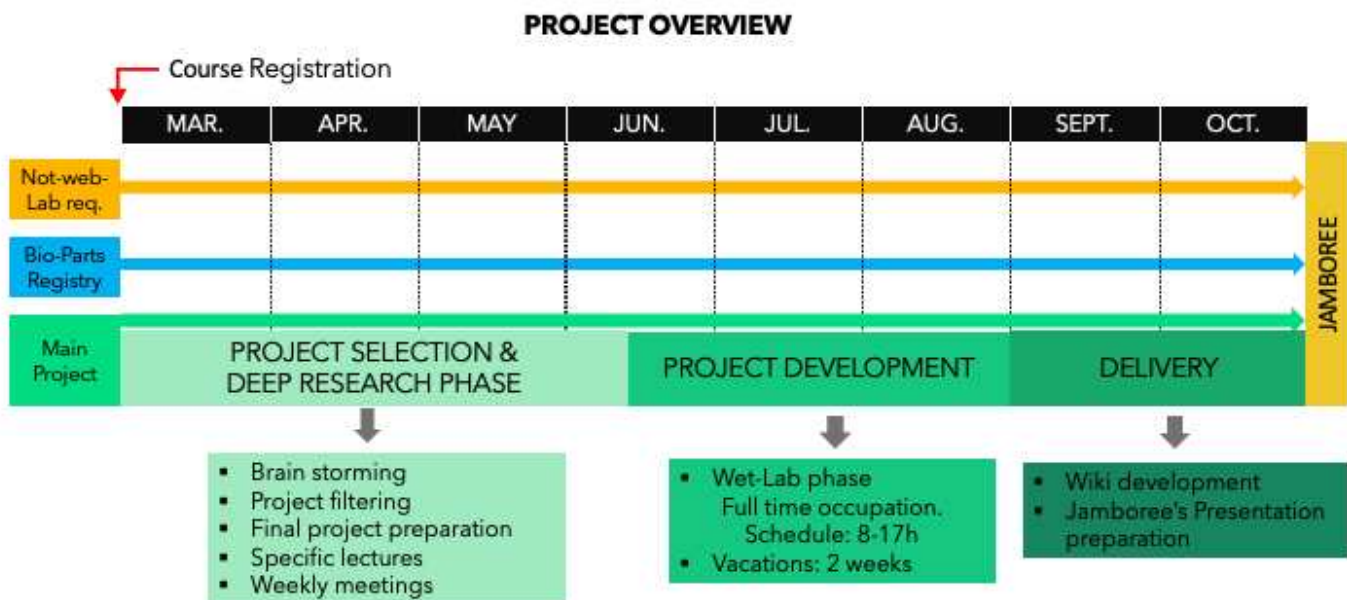 PROJECT OVERVIEW
Course Registration
MAR. APR. MAY JUN. JUL. AUG. SEPT. OCT.
Not-web-
Lab req.
Bio-Parts
Registry
Main
Project
PROJECT SELECTION &
DEEP RESEARCH PHASE
PROJECT DEVELOPMENT
DELIVERY
JAMBOREE
▪ Brain storming
▪ Project filtering
▪ Final project preparation
▪ Specific lectures
▪ Weekly meetings
▪ Wet-Lab phase
Full time occupation.
Schedule: 8-17h
▪ Vacations: 2 weeks
▪ Wiki development
▪ Jamboree's Presentation
preparation